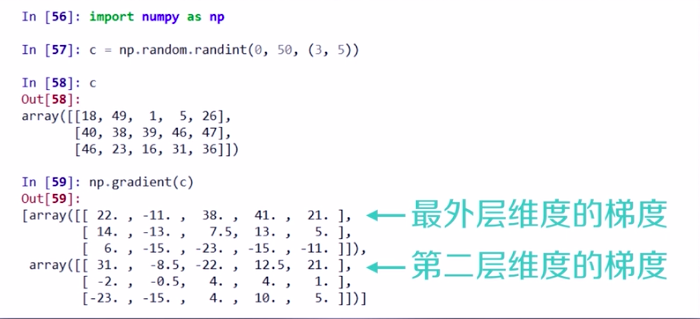 In [56]: import numpy as np
In [57]: c = np.random.randint(0, 50, (3, 5))
In [58]: c
Out[58]:
array([[18, 49,  1,  5, 26],
       [40, 38, 39, 46, 47],
       [46, 23, 16, 31, 36]])
In [59]: np.gradient(c)
Out[59]:
[array([[ 22. , -11. ,  38. ,  41. ,  21. ], ← 最外层维度的梯度
        [ 14. , -13. ,   7.5,  13. ,   5. ],
        [  6. , -15. , -23. , -15. , -11. ]]),
 array([[ 31. ,  -8.5, -22. ,  12.5,  21. ], ← 第二层维度的梯度
        [ -2. ,  -0.5,   4. ,   4. ,   1. ],
        [-23. , -15. ,   4. ,  10. ,   5. ]])]